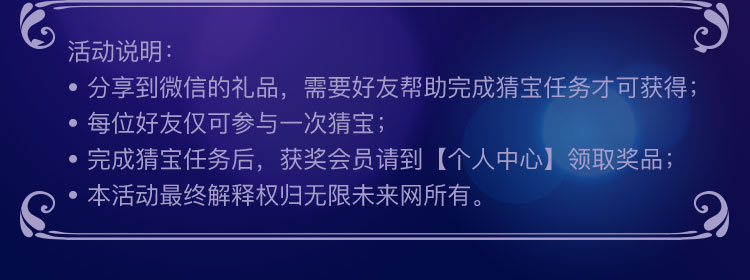 活动说明：
• 分享到微信的礼品，需要好友帮助完成猜宝任务才可获得；
• 每位好友仅可参与一次猜宝；
• 完成猜宝任务后，获奖会员请到【个人中心】领取奖品；
• 本活动最终解释权归无限未来网所有。